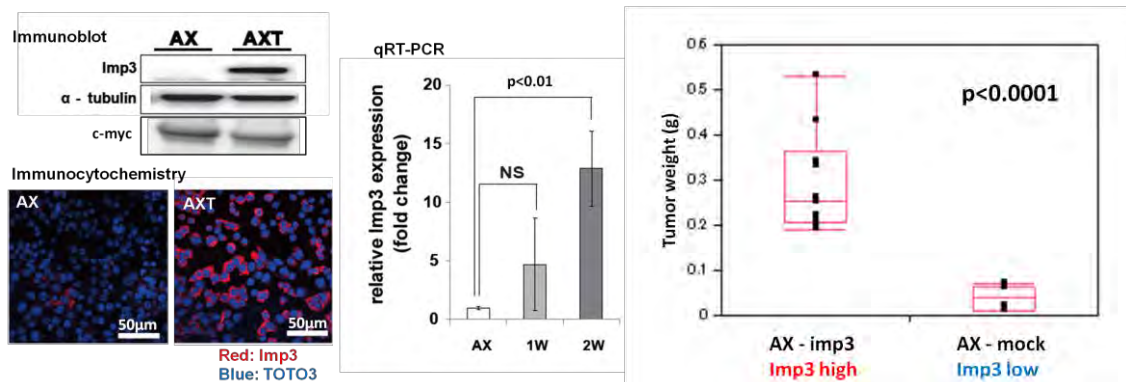 Immunoblot
AX AXT
Imp3
α - tubulin
c-myc
Immunocytochemistry
AX
AXT
50μm
50μm
Red: Imp3
Blue: TOTO3
qRT-PCR
relative Imp3 expression
(fold change)
20
15
10
5
0
p<0.01
NS
AX 1W 2W
Tumor weight (g)
0.6
0.5
0.4
0.3
0.2
0.1
0
p<0.0001
AX - imp3 AX - mock
Imp3 high Imp3 low